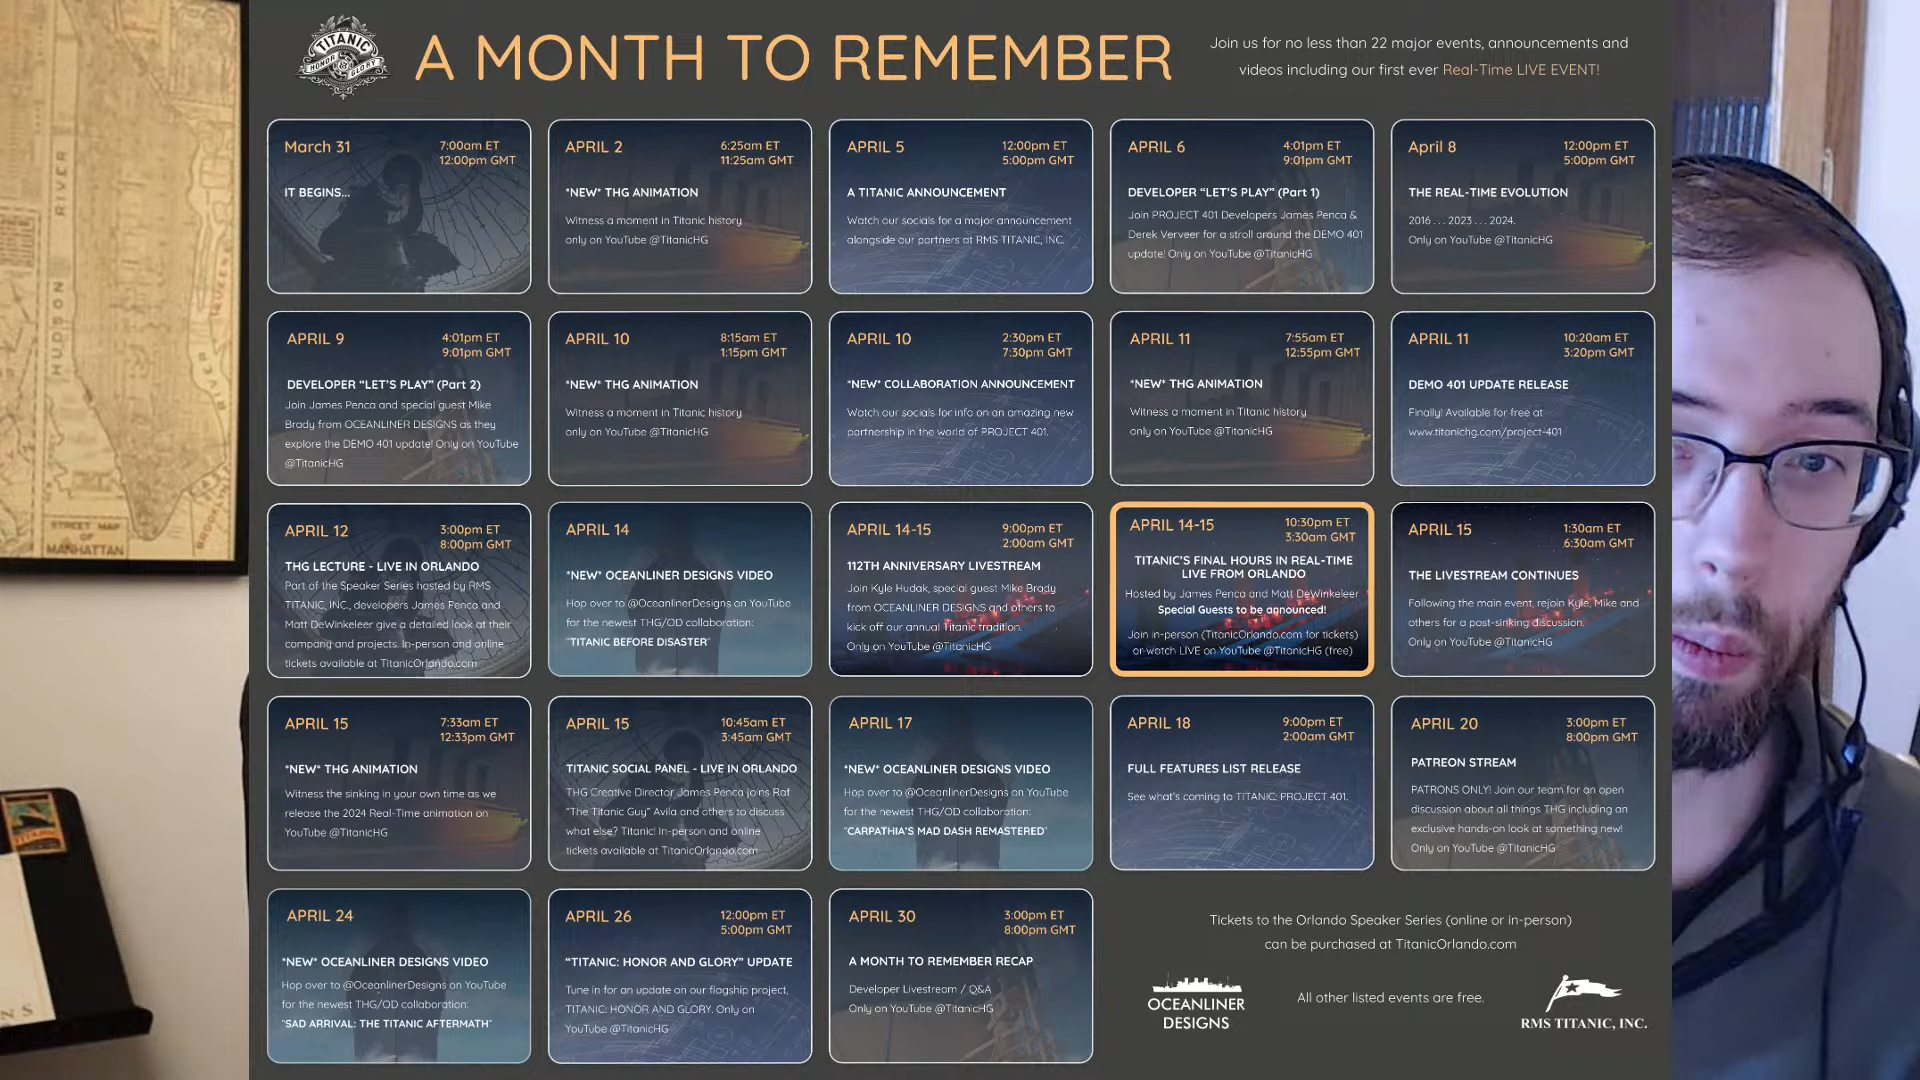 TITANIC
HONOR & GLORY
A MONTH TO REMEMBER
Join us for no less than 22 major events, announcements and
videos including our first ever Real-Time LIVE EVENT!
March 31
7:00am ET
12:00pm GMT
IT BEGINS...
APRIL 2
6:25am ET
11:25am GMT
*NEW* THG ANIMATION
Witness a moment in Titanic history
only on YouTube @TitanicHG
APRIL 5
12:00pm ET
5:00pm GMT
A TITANIC ANNOUNCEMENT
Watch our socials for a major announcement
alongside our partners at RMS TITANIC, INC.
APRIL 6
4:01pm ET
9:01pm GMT
DEVELOPER “LET’S PLAY” (Part 1)
Join PROJECT 401 Developers James Penca &
Derek Verveer for a stroll around the DEMO 401
update! Only on YouTube @TitanicHG
April 8
12:00pm ET
5:00pm GMT
THE REAL-TIME EVOLUTION
2016 . . . 2023 . . . 2024.
Only on YouTube @TitanicHG
APRIL 9
4:01pm ET
9:01pm GMT
DEVELOPER “LET’S PLAY” (Part 2)
Join James Penca and special guest Mike
Brady from OCEANLINER DESIGNS as they
explore the DEMO 401 update! Only on YouTube
@TitanicHG
APRIL 10
8:15am ET
1:15pm GMT
*NEW* THG ANIMATION
Witness a moment in Titanic history
only on YouTube @TitanicHG
APRIL 10
2:30pm ET
7:30pm GMT
*NEW* COLLABORATION ANNOUNCEMENT
Watch our socials for info on an amazing new
partnership in the world of PROJECT 401.
APRIL 11
7:55am ET
12:55pm GMT
*NEW* THG ANIMATION
Witness a moment in Titanic history
only on YouTube @TitanicHG
APRIL 11
10:20am ET
3:20pm GMT
DEMO 401 UPDATE RELEASE
Finally! Available for free at
www.titanichg.com/project-401
APRIL 12
3:00pm ET
8:00pm GMT
THG LECTURE - LIVE IN ORLANDO
Part of the Speaker Series hosted by RMS
TITANIC, INC., developers James Penca and
Matt DeWinkeleer give a detailed look at their
company and projects. In-person and online
tickets available at TitanicOrlando.com
APRIL 14
*NEW* OCEANLINER DESIGNS VIDEO
Hop over to @OceanlinerDesigns on YouTube
for the newest THG/OD collaboration:
“TITANIC BEFORE DISASTER”
APRIL 14-15
9:00pm ET
2:00am GMT
112TH ANNIVERSARY LIVESTREAM
Join Kyle Hudak, special guest Mike Brady
from OCEANLINER DESIGNS and others to
kick off our annual Titanic tradition.
Only on YouTube @TitanicHG
APRIL 14-15
10:30pm ET
3:30am GMT
TITANIC’S FINAL HOURS IN REAL-TIME
LIVE FROM ORLANDO
Hosted by James Penca and Matt DeWinkeleer
Special Guests to be announced!
Join in-person (TitanicOrlando.com for tickets)
or watch LIVE on YouTube @TitanicHG (free)
APRIL 15
1:30am ET
6:30am GMT
THE LIVESTREAM CONTINUES
Following the main event, rejoin Kyle, Mike and
others for a post-sinking discussion.
Only on YouTube @TitanicHG
APRIL 15
7:33am ET
12:33pm GMT
*NEW* THG ANIMATION
Witness the sinking in your own time as we
release the 2024 Real-Time animation on
YouTube @TitanicHG
APRIL 15
10:45am ET
3:45am GMT
TITANIC SOCIAL PANEL - LIVE IN ORLANDO
THG Creative Director James Penca joins Raf
“The Titanic Guy” Avila and others to discuss
what else? Titanic! In-person and online
tickets available at TitanicOrlando.com
APRIL 17
*NEW* OCEANLINER DESIGNS VIDEO
Hop over to @OceanlinerDesigns on YouTube
for the newest THG/OD collaboration:
“CARPATHIA’S MAD DASH REMASTERED”
APRIL 18
9:00pm ET
2:00am GMT
FULL FEATURES LIST RELEASE
See what’s coming to TITANIC: PROJECT 401.
APRIL 20
3:00pm ET
8:00pm GMT
PATREON STREAM
PATRONS ONLY! Join our team for an open
discussion about all things THG including an
exclusive hands-on look at something new!
Only on YouTube @TitanicHG
APRIL 24
*NEW* OCEANLINER DESIGNS VIDEO
Hop over to @OceanlinerDesigns on YouTube
for the newest THG/OD collaboration:
“SAD ARRIVAL: THE TITANIC AFTERMATH”
APRIL 26
12:00pm ET
5:00pm GMT
“TITANIC: HONOR AND GLORY” UPDATE
Tune in for an update on our flagship project,
TITANIC: HONOR AND GLORY. Only on
YouTube @TitanicHG
APRIL 30
3:00pm ET
8:00pm GMT
A MONTH TO REMEMBER RECAP
Developer Livestream / Q&A
Only on YouTube @TitanicHG
Tickets to the Orlando Speaker Series (online or in-person)
can be purchased at TitanicOrlando.com
OCEANLINER
DESIGNS
All other listed events are free.
RMS TITANIC, INC.
HUDSON RIVER
STREET MAP
OF
MANHATTAN
TITANIC